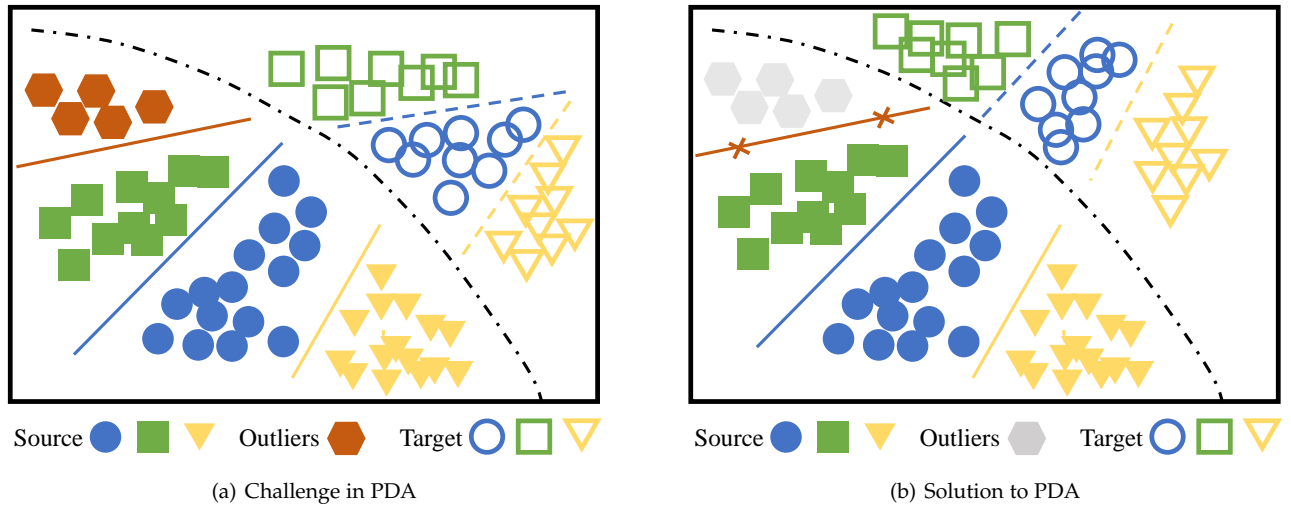 Source Outliers Target
(a) Challenge in PDA
Source Outliers Target
(b) Solution to PDA